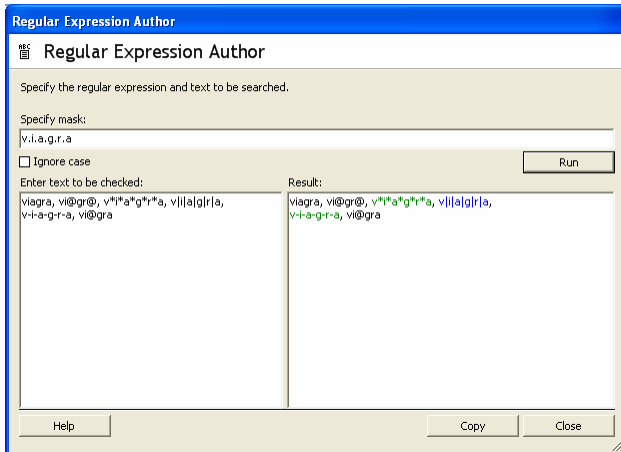 Regular Expression Author
ABC
Regular Expression Author
Specify the regular expression and text to be searched.
Specify mask:
v.i.a.g.r.a
Ignore case
Run
Enter text to be checked:
Result:
viagra, vi@gr@, v*i*a*g*r*a, v|i|a|g|r|a,
v-i-a-g-r-a, vi@gra
viagra, vi@gr@, v*i*a*g*r*a, v|i|a|g|r|a,
v-i-a-g-r-a, vi@gra
Help
Copy
Close